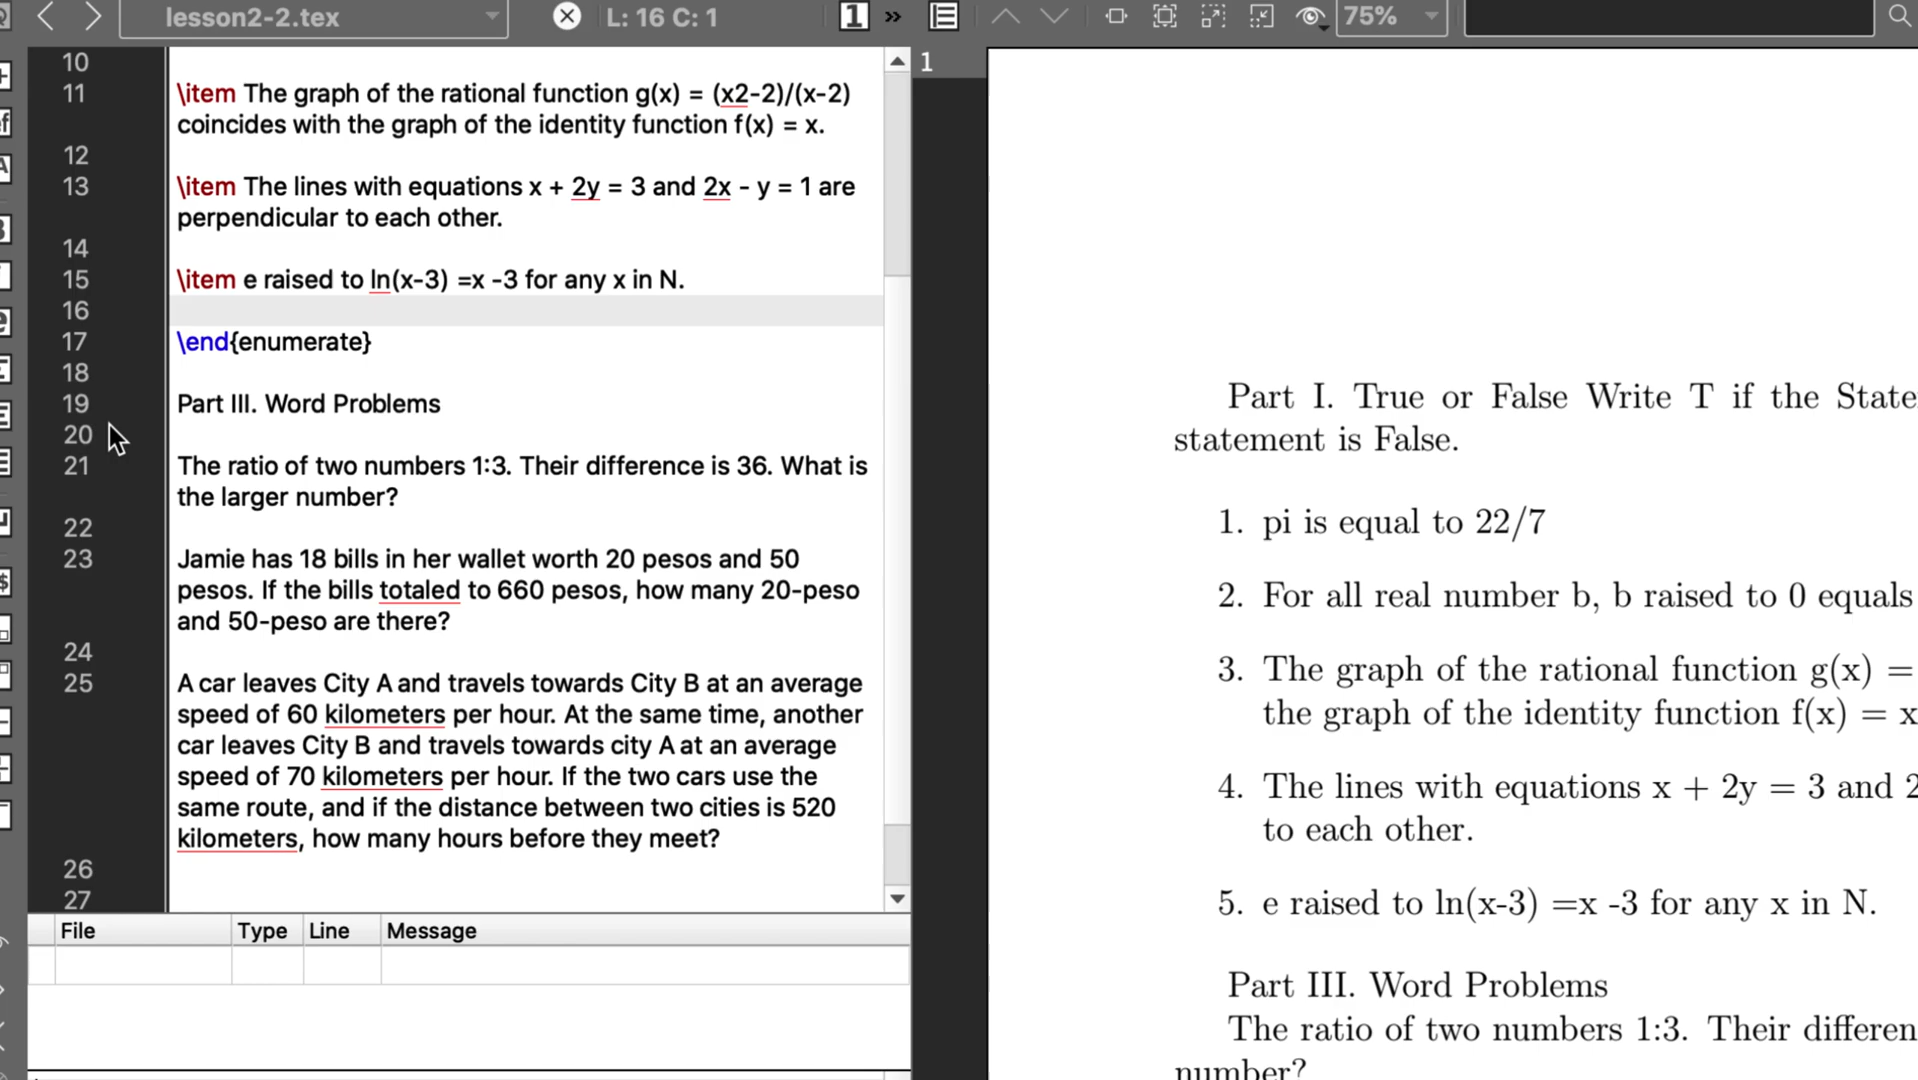 lesson2-2.tex
L: 16 C: 1
1
»
75%
10
11
\item The graph of the rational function g(x) = (x2-2)/(x-2)
coincides with the graph of the identity function f(x) = x.
12
13
\item The lines with equations x + 2y = 3 and 2x - y = 1 are
perpendicular to each other.
14
15
\item e raised to ln(x-3) =x -3 for any x in N.
16
17
\end{enumerate}
18
19
Part III. Word Problems
20
21
The ratio of two numbers 1:3. Their difference is 36. What is
the larger number?
22
23
Jamie has 18 bills in her wallet worth 20 pesos and 50
pesos. If the bills totaled to 660 pesos, how many 20-peso
and 50-peso are there?
24
25
A car leaves City A and travels towards City B at an average
speed of 60 kilometers per hour. At the same time, another
car leaves City B and travels towards city A at an average
speed of 70 kilometers per hour. If the two cars use the
same route, and if the distance between two cities is 520
kilometers, how many hours before they meet?
26
27
File Type Line Message
1
Part I. True or False Write T if the State
statement is False.
1. pi is equal to 22/7
2. For all real number b, b raised to 0 equals
3. The graph of the rational function g(x) =
the graph of the identity function f(x) = x
4. The lines with equations x + 2y = 3 and 2
to each other.
5. e raised to ln(x-3) =x -3 for any x in N.
Part III. Word Problems
The ratio of two numbers 1:3. Their differen
number?